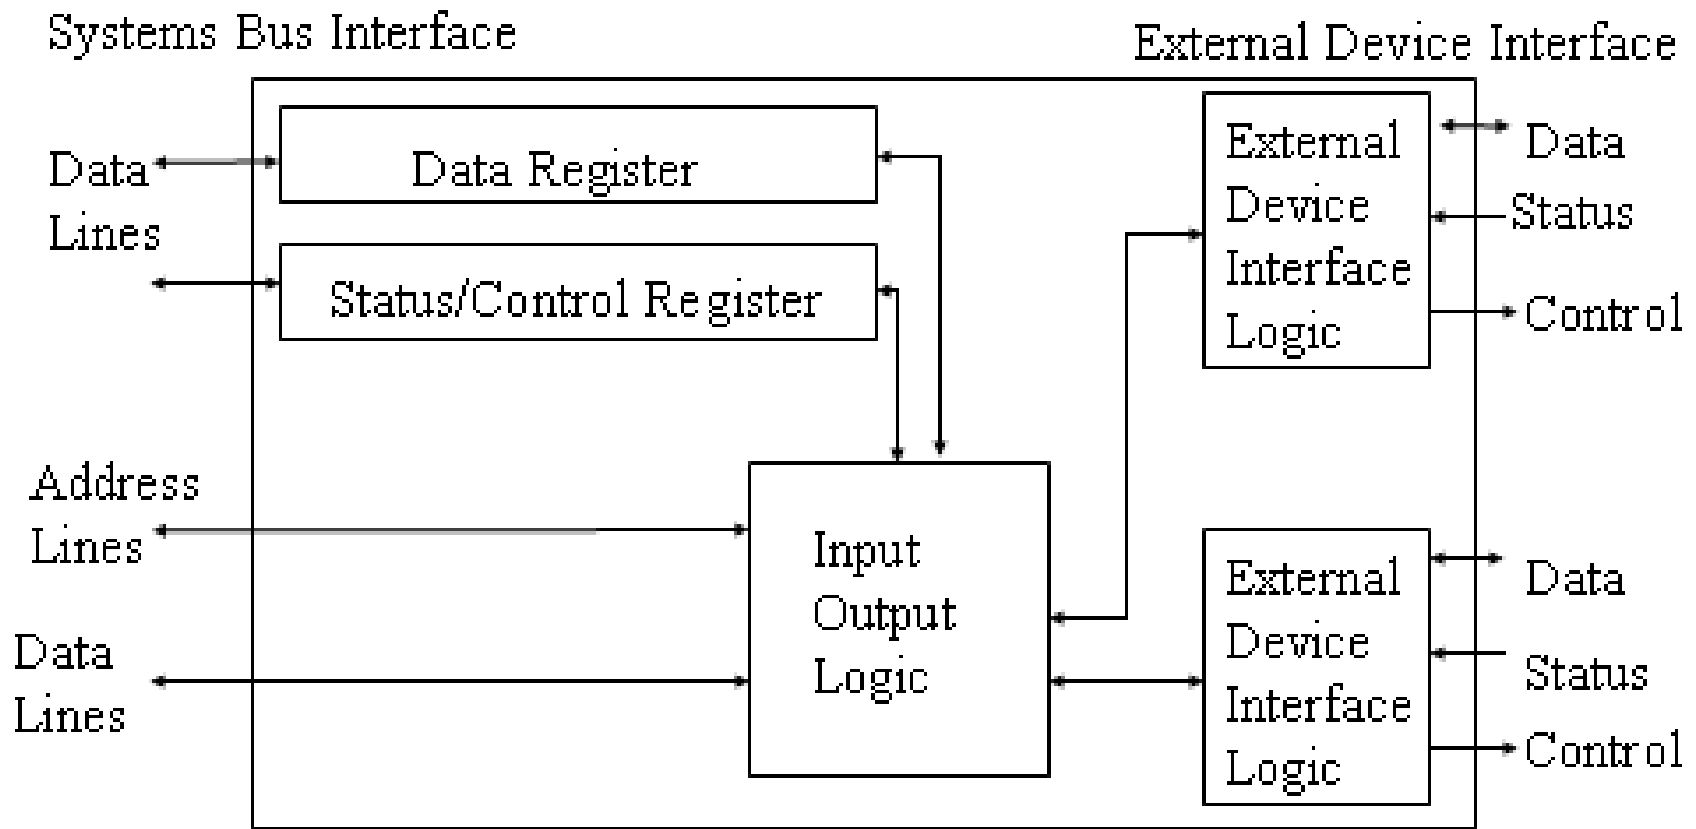 Systems Bus Interface
External Device Interface
Data
Lines
Data Register
Status/Control Register
External
Device
Interface
Logic
Data
Status
Control
Address
Lines
Data
Lines
Input
Output
Logic
External
Device
Interface
Logic
Data
Status
Control